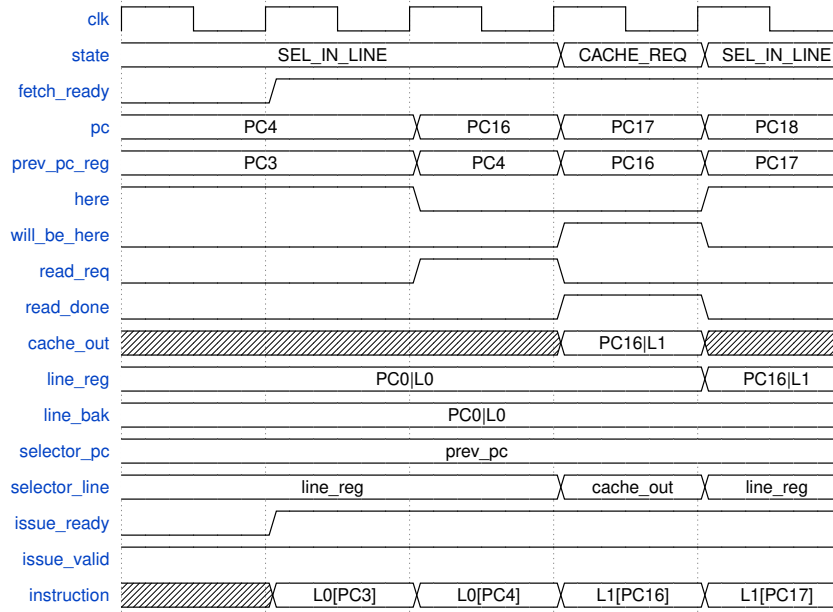 clk
state SEL_IN_LINE CACHE_REQ SEL_IN_LINE
fetch_ready
pc PC4 PC16 PC17 PC18
prev_pc_reg PC3 PC4 PC16 PC17
here
will_be_here
read_req
read_done
cache_out PC16|L1
line_reg PC0|L0 PC16|L1
line_bak PC0|L0
selector_pc prev_pc
selector_line line_reg cache_out line_reg
issue_ready
issue_valid
instruction L0[PC3] L0[PC4] L1[PC16] L1[PC17]